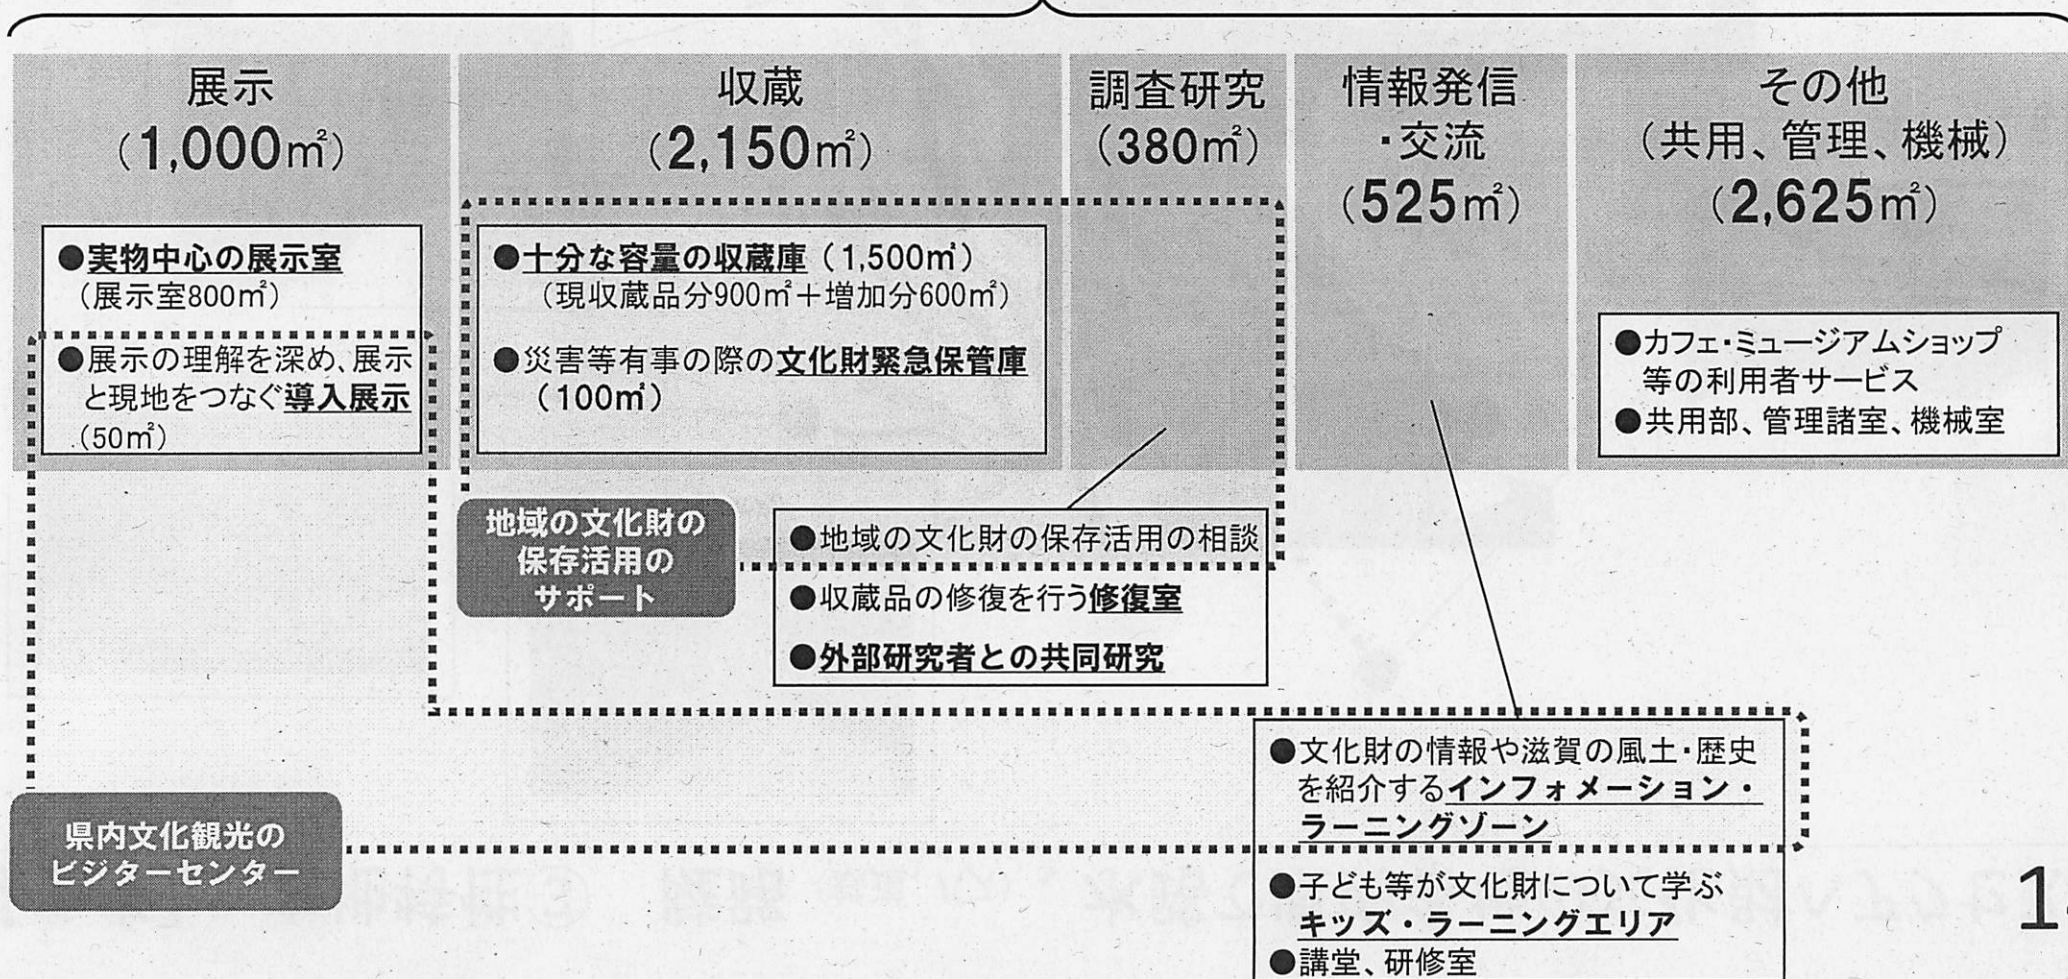 展示
（1,000㎡）
●実物中心の展示室
（展示室800㎡）
●展示の理解を深め、展示
と現地をつなぐ導入展示
（50㎡）
収蔵
（2,150㎡）
●十分な容量の収蔵庫（1,500㎡）
（現収蔵品分900㎡＋増加分600㎡）
●災害等有事の際の文化財緊急保管庫
（100㎡）
調査研究
（380㎡）
情報発信
・交流
（525㎡）
その他
（共用、管理、機械）
（2,625㎡）
●カフェ・ミュージアムショップ
等の利用者サービス
●共用部、管理諸室、機械室
地域の文化財の
保存活用の
サポート
●地域の文化財の保存活用の相談
●収蔵品の修復を行う修復室
●外部研究者との共同研究
県内文化観光の
ビジターセンター
●文化財の情報や滋賀の風土・歴史
を紹介するインフォメーション・
ラーニングゾーン
●子ども等が文化財について学ぶ
キッズ・ラーニングエリア
●講堂、研修室
1